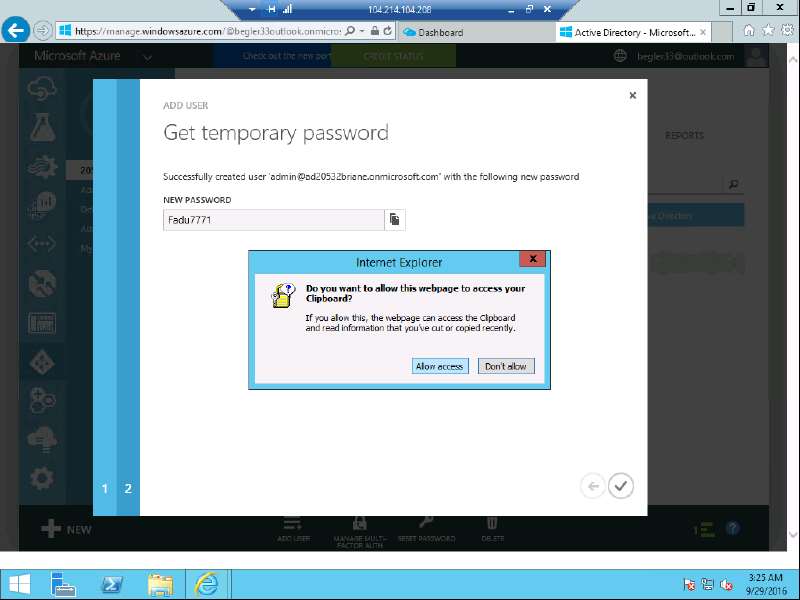 104.214.104.208
https://manage.windowsazure.com/@begler33outlook.onmicros
Dashboard
Active Directory - Microsoft...
Microsoft Azure
Check out the new port
CREDIT STATUS
begler33@outlook.com
ADD USER
Get temporary password
REPORTS
Successfully created user 'admin@ad20532briane.onmicrosoft.com' with the following new password
NEW PASSWORD
Fadu7771
Active Directory
Internet Explorer
Do you want to allow this webpage to access your
Clipboard?
If you allow this, the webpage can access the Clipboard
and read information that you've cut or copied recently.
Allow access
Don't allow
1
2
NEW
ADD USER
MANAGE MULTI-
FACTOR AUTH
RESET PASSWORD
DELETE
1
3:25 AM
9/29/2016